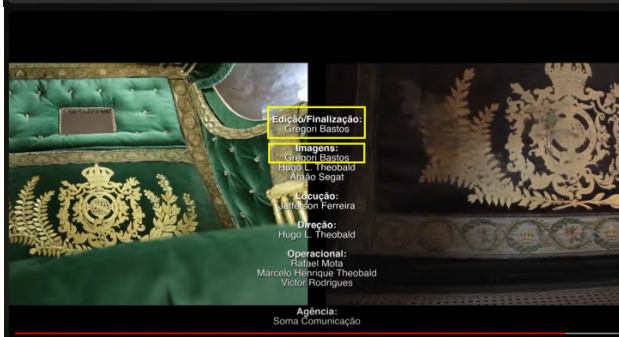 Edição/Finalização:
Gregori Bastos
Imagens:
Gregori Bastos
Hugo L. Theobald
Arão Segat
Locução:
Jefferson Ferreira
Direção:
Hugo L. Theobald
Operacional:
Rafael Mota
Marcelo Henrique Theobald
Victor Rodrigues
Agência:
Soma Comunicação